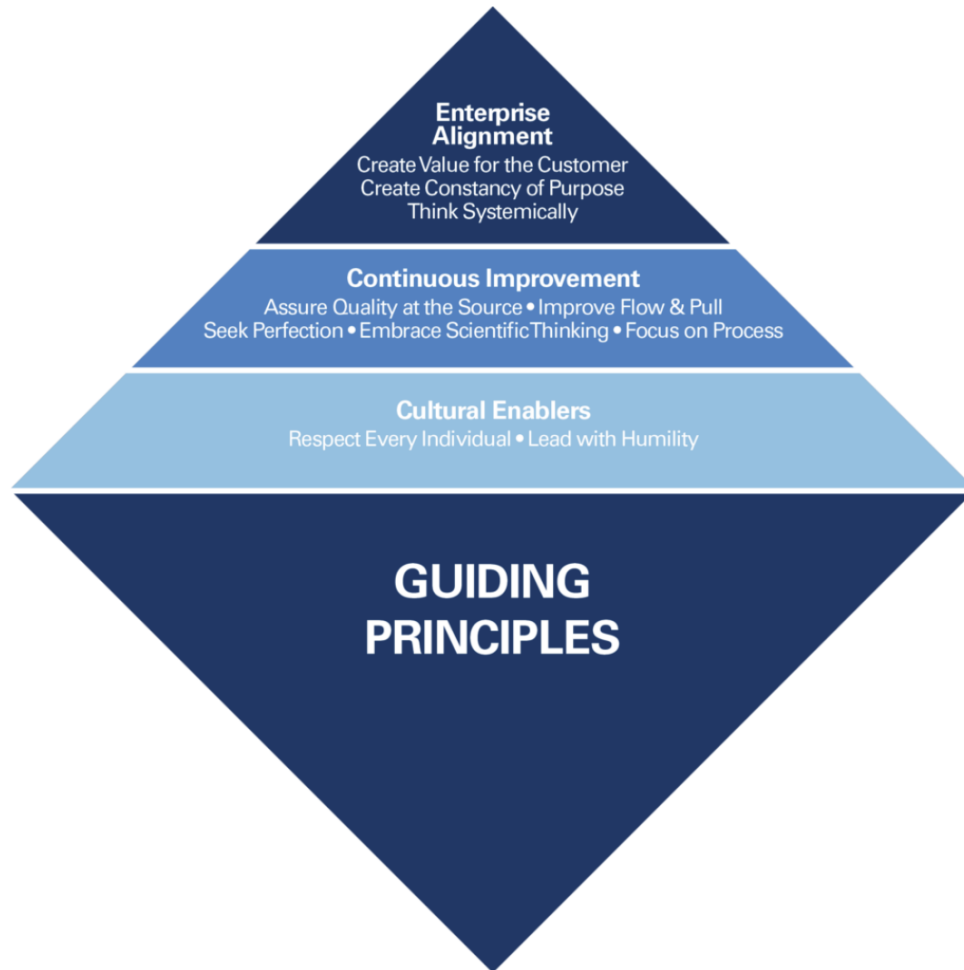 Enterprise
Alignment
Create Value for the Customer
Create Constancy of Purpose
Think Systemically
Continuous Improvement
Assure Quality at the Source • Improve Flow & Pull
Seek Perfection • Embrace Scientific Thinking • Focus on Process
Cultural Enablers
Respect Every Individual • Lead with Humility
GUIDING
PRINCIPLES